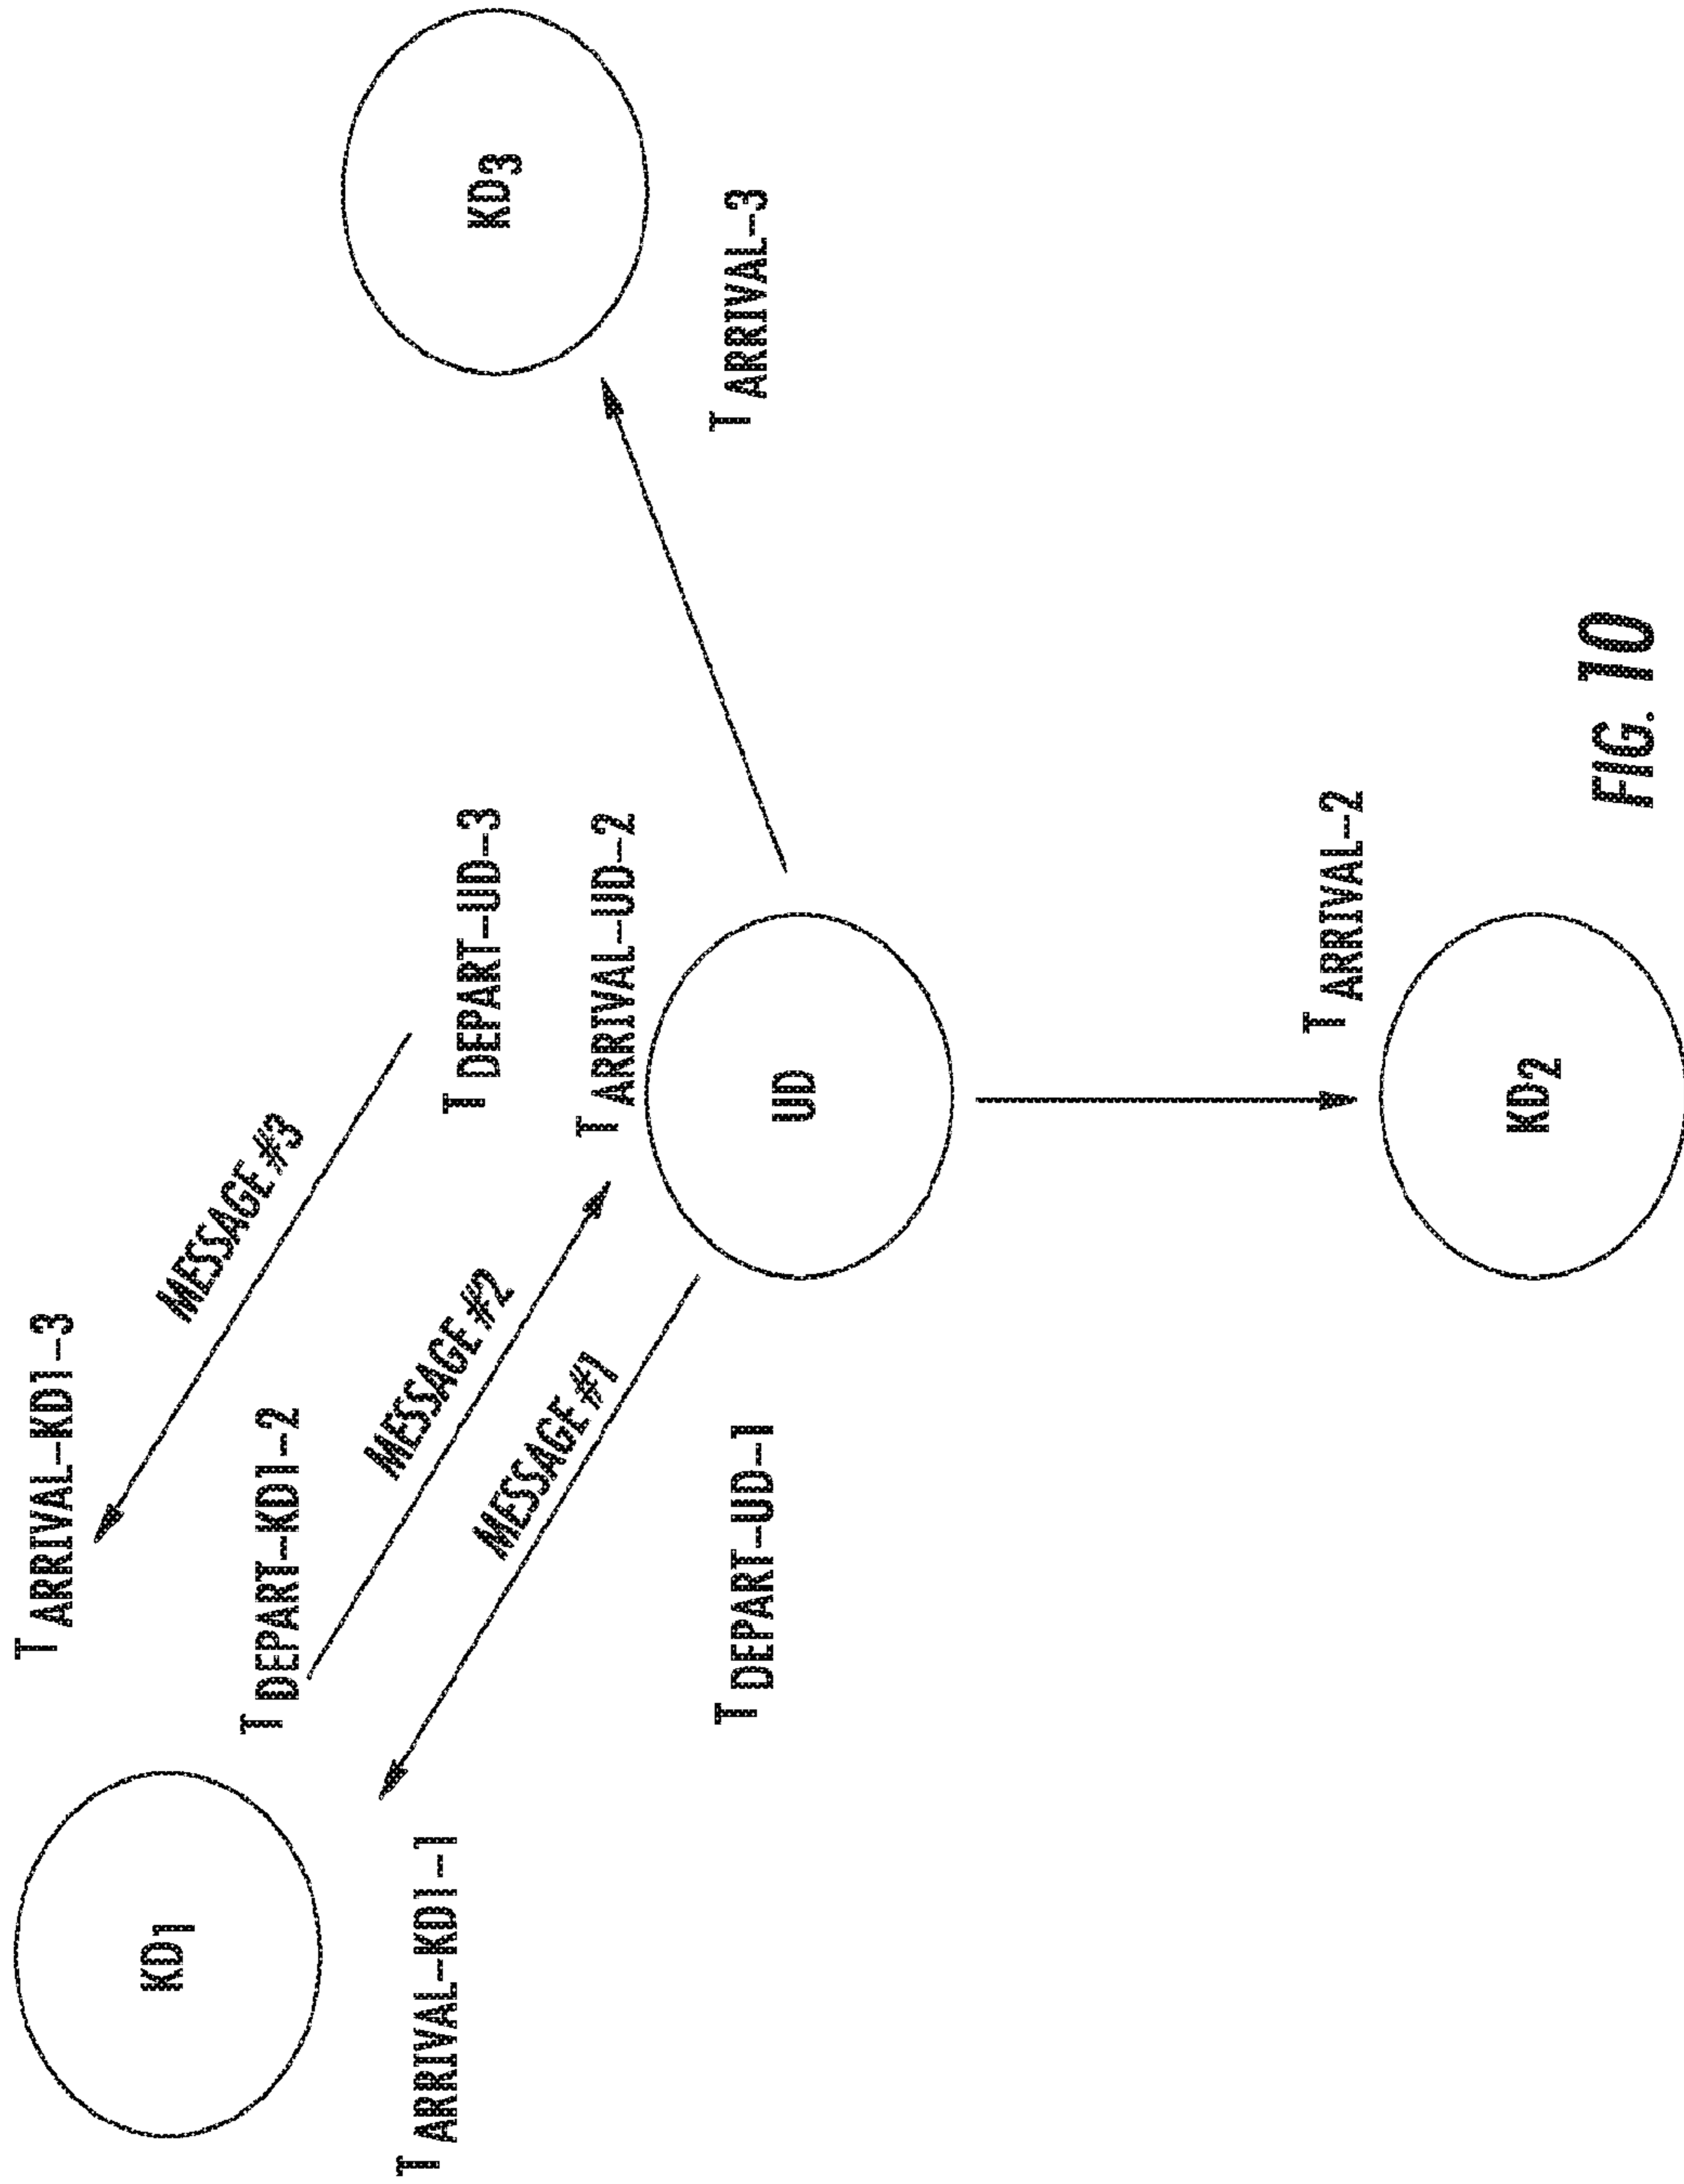 T ARRIVAL-KD1-3
MESSAGE #3
KD1
T DEPART-KD1-2
T DEPART-UD-3
KD3
MESSAGE #2
T ARRIVAL-UD-2
T ARRIVAL-KD1-1
MESSAGE #1
T DEPART-UD-1
UD
T ARRIVAL-3
T ARRIVAL-2
KD2
FIG. 10